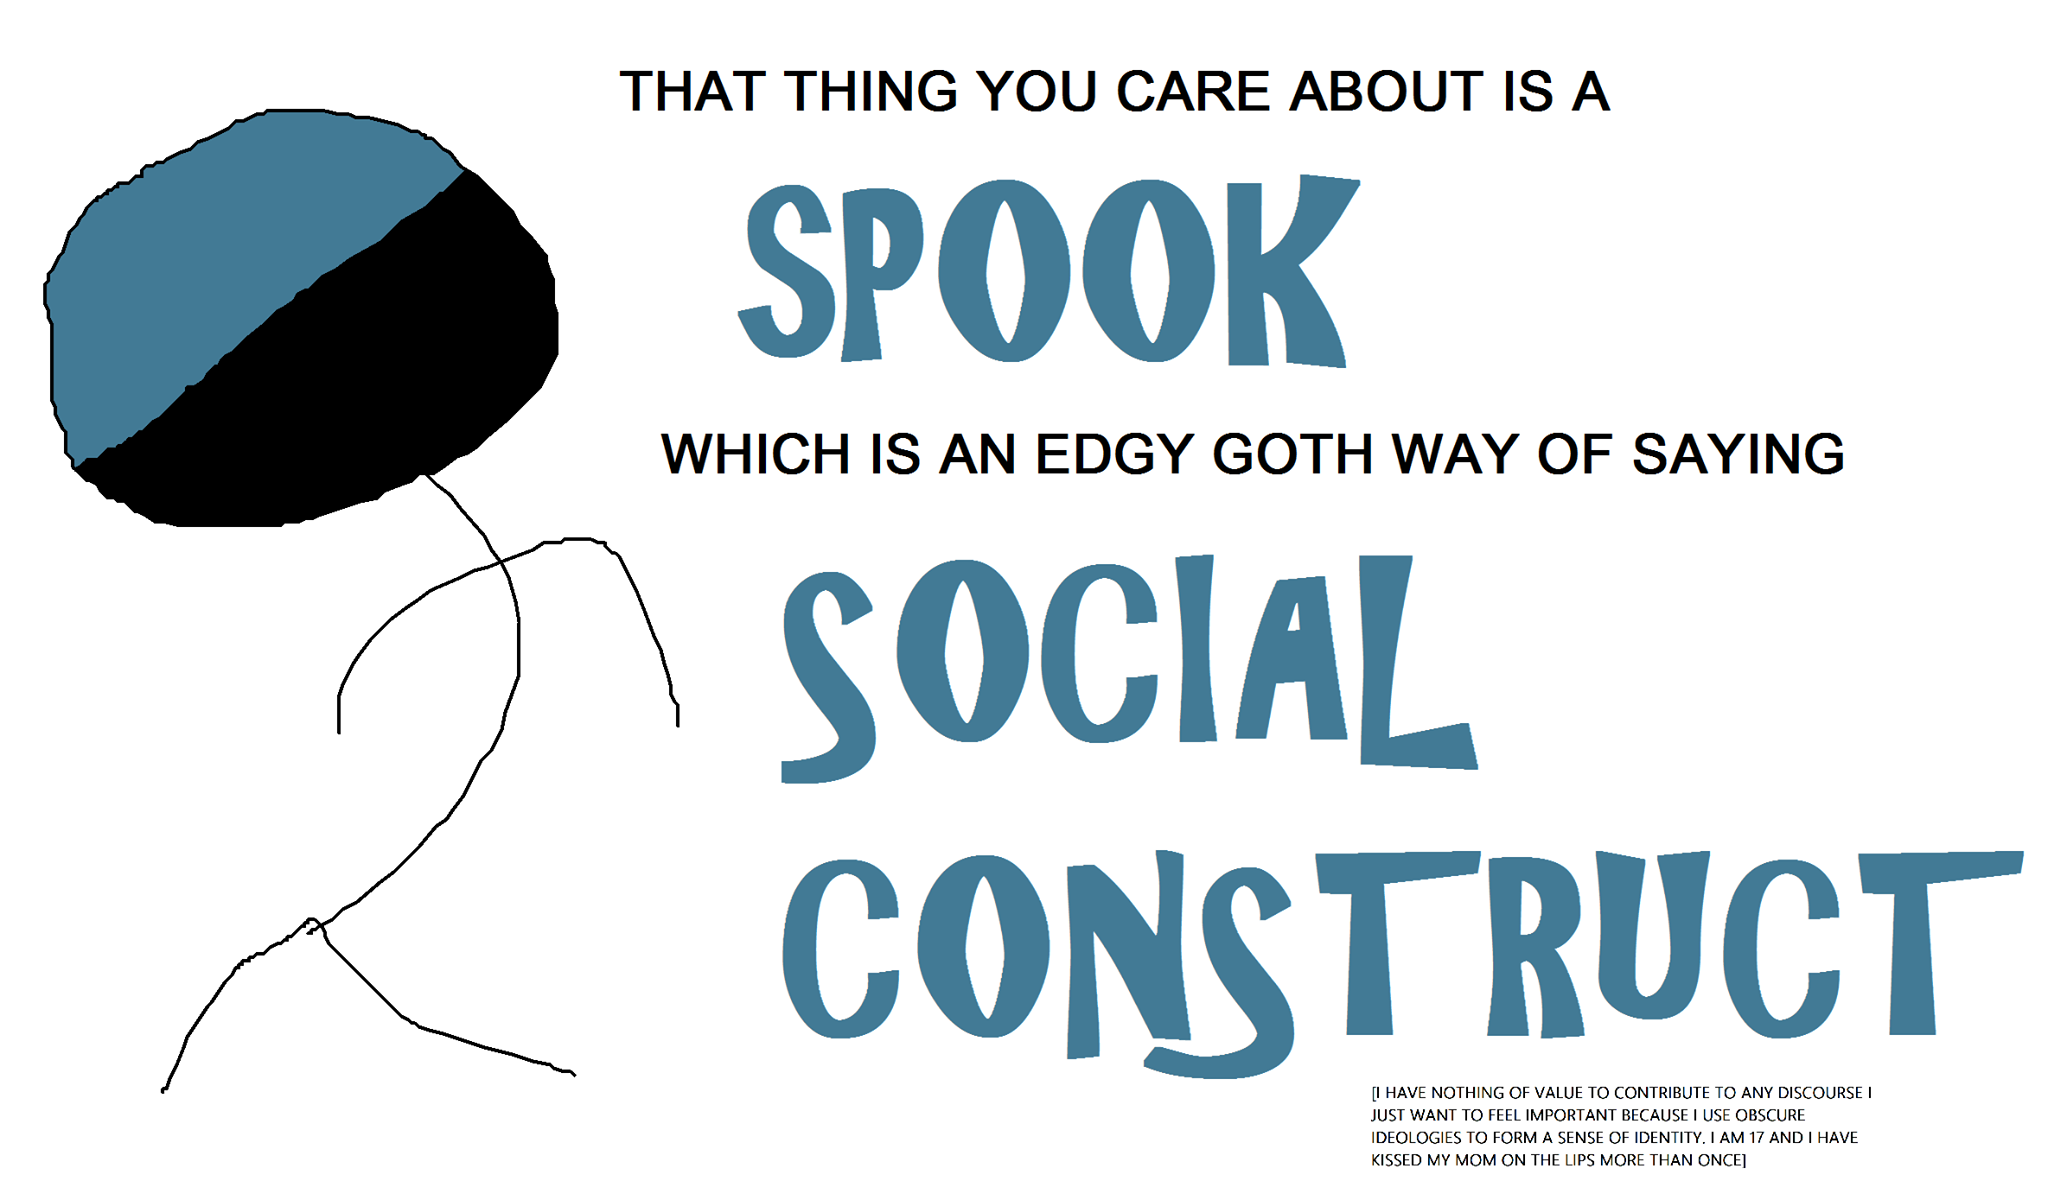 THAT THING YOU CARE ABOUT IS A
SPOOK
WHICH IS AN EDGY GOTH WAY OF SAYING
SOCIAL
CONSTRUCT
[I HAVE NOTHING OF VALUE TO CONTRIBUTE TO ANY DISCOURSE I
JUST WANT TO FEEL IMPORTANT BECAUSE I USE OBSCURE
IDEOLOGIES TO FORM A SENSE OF IDENTITY. I AM 17 AND I HAVE
KISSED MY MOM ON THE LIPS MORE THAN ONCE]